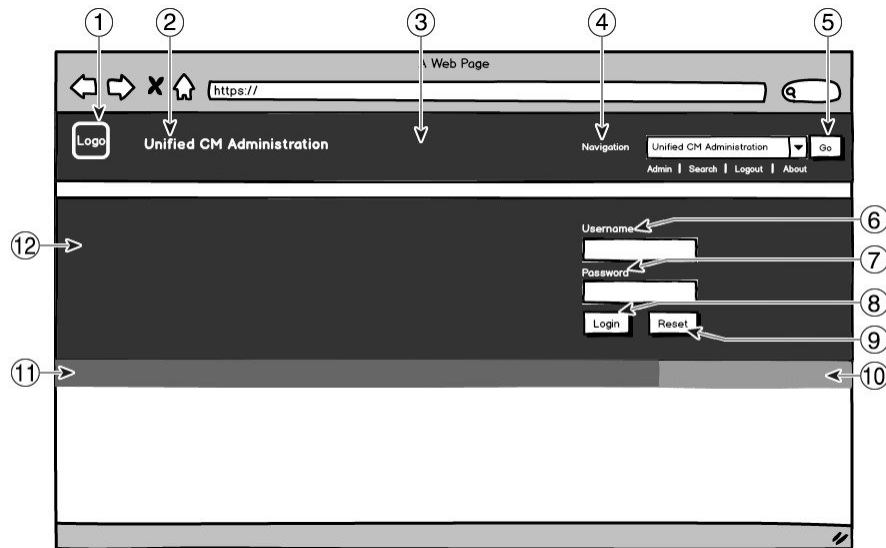 1 2 3 4 5
A Web Page
https://
Logo
Unified CM Administration
Navigation
Unified CM Administration
Go
Admin | Search | Logout | About
6
Username
12
7
Password
8
Login Reset
9
11 10